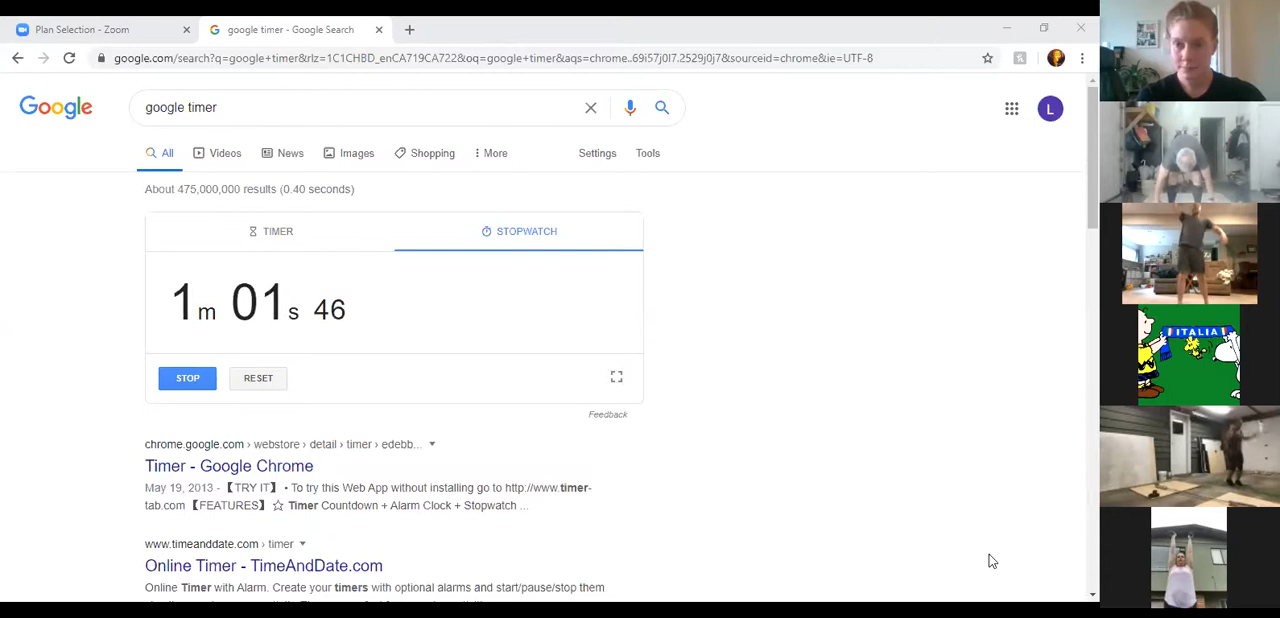 Plan Selection - Zoom
google timer - Google Search
google.com/search?q=google+timer&rlz=1C1CHBD_enCA719CA722&oq=google+timer&aqs=chrome..69i57j0l7.2529j0j7&sourceid=chrome&ie=UTF-8
Google
google timer
L
All Videos News Images Shopping More Settings Tools
About 475,000,000 results (0.40 seconds)
TIMER STOPWATCH
1m 01s 46
STOP RESET
Feedback
chrome.google.com › webstore › detail › timer › edebb...
Timer - Google Chrome
May 19, 2013 - 【TRY IT】 • To try this Web App without installing go to http://www.timer-
tab.com 【FEATURES】 ☆ Timer Countdown + Alarm Clock + Stopwatch ...
www.timeanddate.com › timer
Online Timer - TimeAndDate.com
Online Timer with Alarm. Create your timers with optional alarms and start/pause/stop them
ITALIA